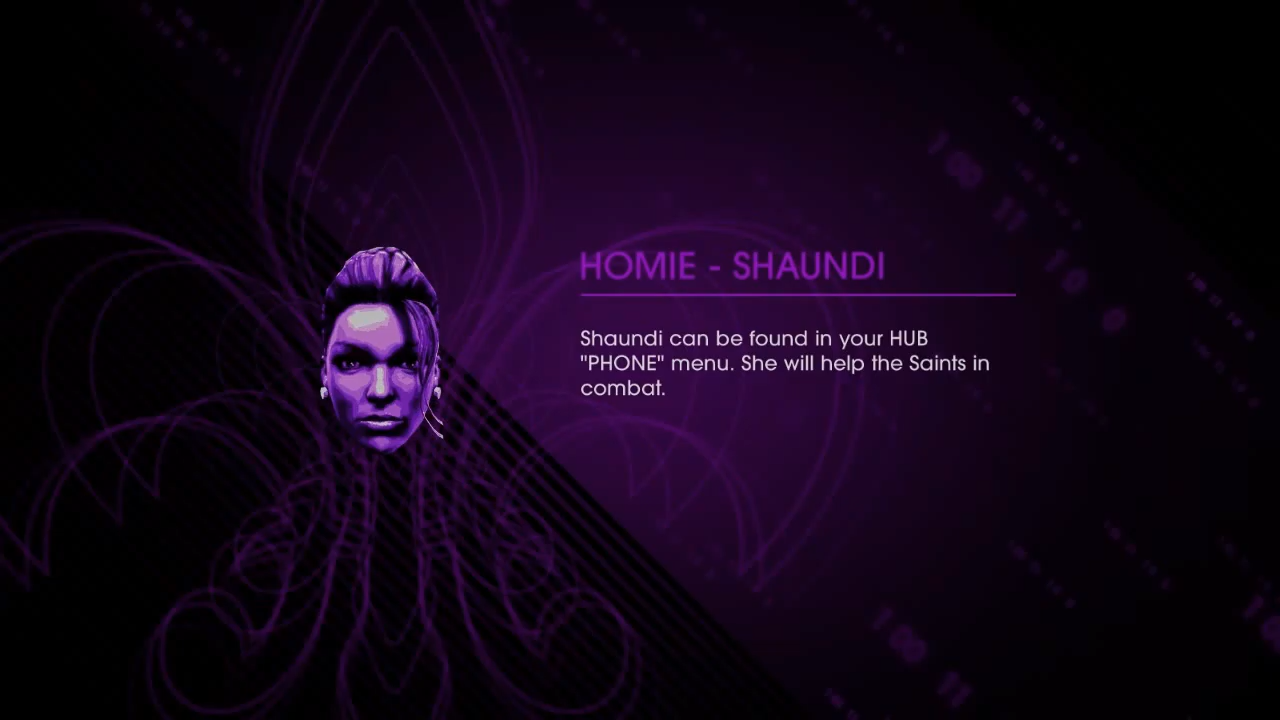 HOMIE - SHAUNDI
Shaundi can be found in your HUB
"PHONE" menu. She will help the Saints in
combat.